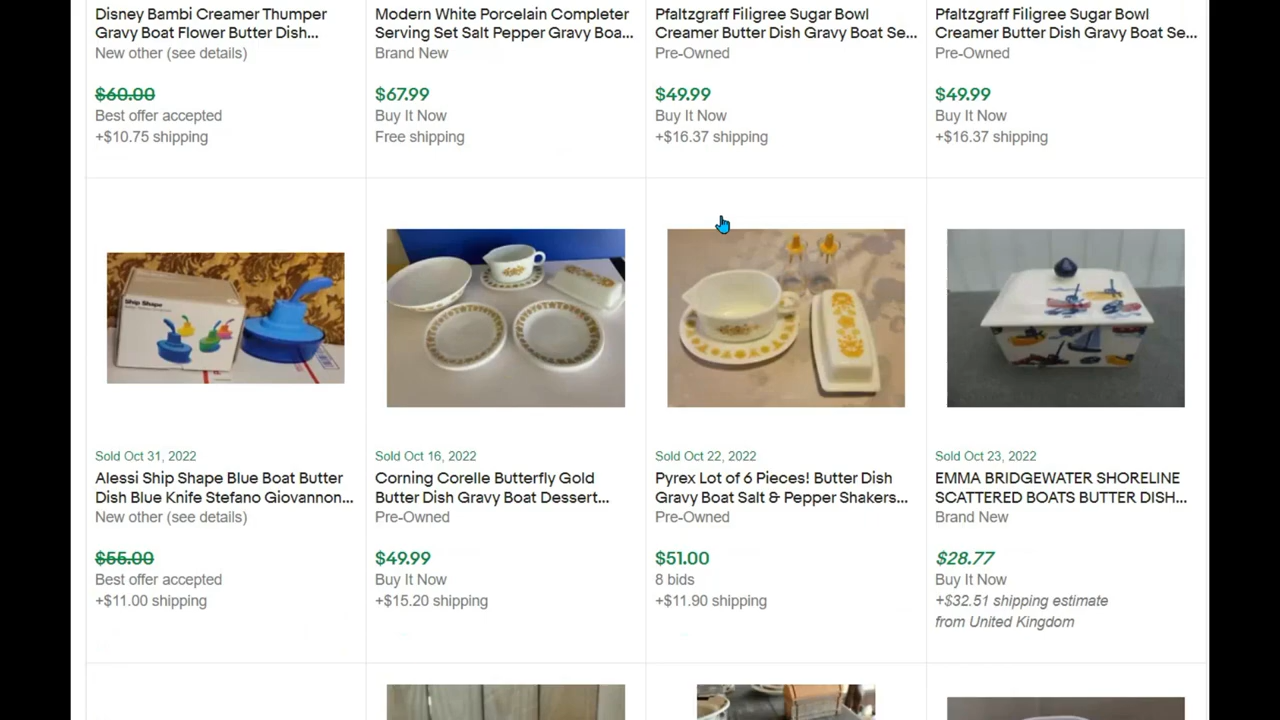 Disney Bambi Creamer Thumper
Gravy Boat Flower Butter Dish...
New other (see details)
$60.00
Best offer accepted
+$10.75 shipping
Modern White Porcelain Completer
Serving Set Salt Pepper Gravy Boa...
Brand New
$67.99
Buy It Now
Free shipping
Pfaltzgraff Filigree Sugar Bowl
Creamer Butter Dish Gravy Boat Se...
Pre-Owned
$49.99
Buy It Now
+$16.37 shipping
Pfaltzgraff Filigree Sugar Bowl
Creamer Butter Dish Gravy Boat Se...
Pre-Owned
$49.99
Buy It Now
+$16.37 shipping
Ship Shape
Sold Oct 31, 2022
Alessi Ship Shape Blue Boat Butter
Dish Blue Knife Stefano Giovannon...
New other (see details)
$55.00
Best offer accepted
+$11.00 shipping
Sold Oct 16, 2022
Corning Corelle Butterfly Gold
Butter Dish Gravy Boat Dessert...
Pre-Owned
$49.99
Buy It Now
+$15.20 shipping
Sold Oct 22, 2022
Pyrex Lot of 6 Pieces! Butter Dish
Gravy Boat Salt & Pepper Shakers...
Pre-Owned
$51.00
8 bids
+$11.90 shipping
Sold Oct 23, 2022
EMMA BRIDGEWATER SHORELINE
SCATTERED BOATS BUTTER DISH...
Brand New
$28.77
Buy It Now
+$32.51 shipping estimate
from United Kingdom